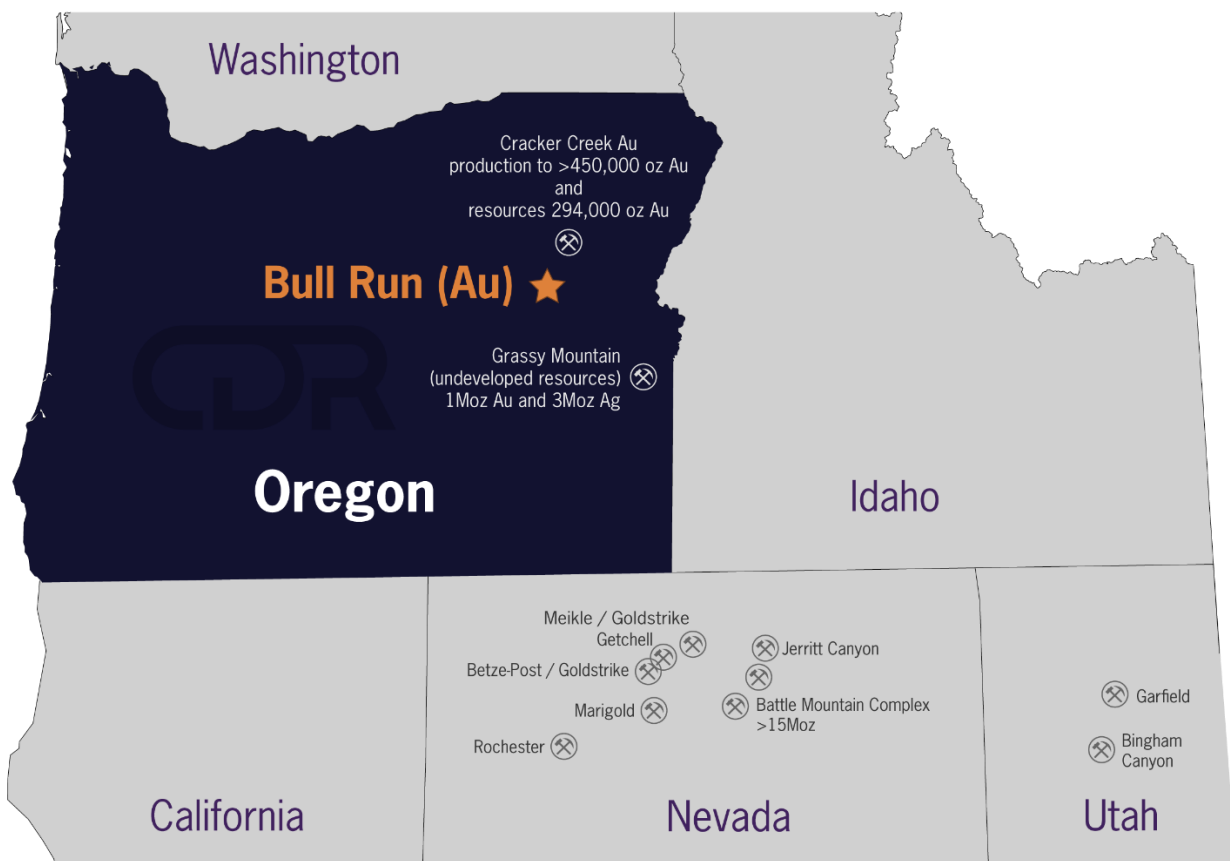 Washington
Cracker Creek Au
production to >450,000 oz Au
and
resources 294,000 oz Au
Bull Run (Au)
Grassy Mountain
(undeveloped resources)
1Moz Au and 3Moz Ag
CDR
Oregon
Idaho
Meikle / Goldstrike
Getchell
Jerritt Canyon
Betze-Post / Goldstrike
Marigold
Battle Mountain Complex
>15Moz
Rochester
Garfield
Bingham
Canyon
California
Nevada
Utah